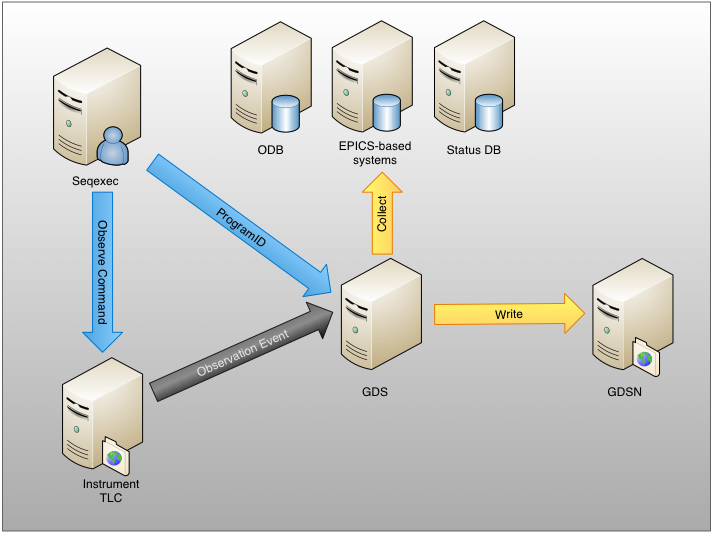 ODB
EPICS-based
systems
Status DB
Seqexec
ProgramID
Observe Command
Collect
Observation Event
Write
GDS
GDSN
Instrument
TLC